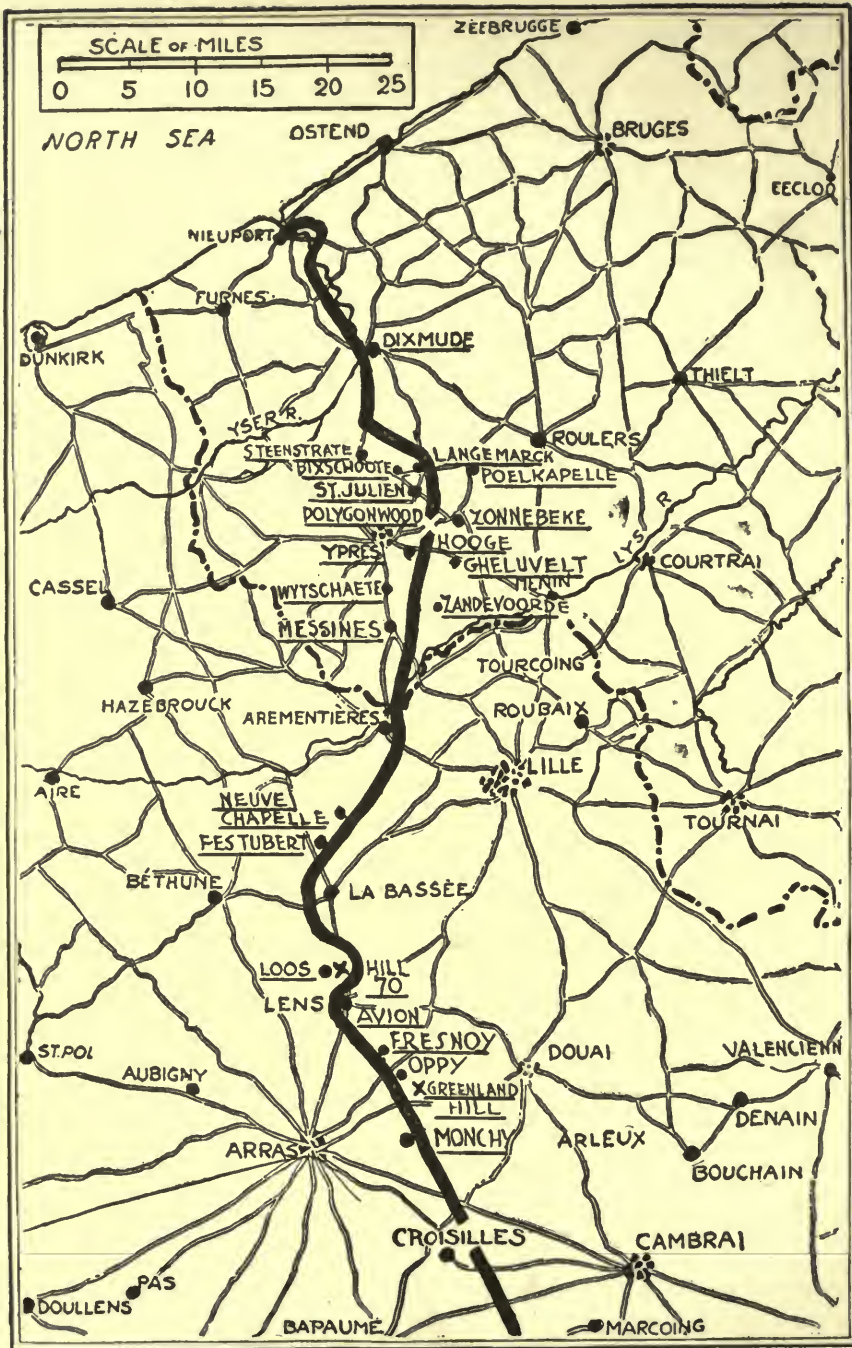 ZEEBRUGGE
SCALE OF MILES
0 5 10 15 20 25
NORTH SEA
OSTEND
BRUGES
EECLOO
NIEUPORT
FURNES
DUNKIRK
DIXMUDE
THIELT
YSER R.
ROULERS
STEENSTRATE
LANGEMARCK
BIXSCHOOTE
POELKAPELLE
ST. JULIEN
POLYGONWOOD
ZONNEBEKE
YPRES
HOOGE
LYS R.
GHELUVELT
COURTRAI
CASSEL
WYTSCHAETE
MENIN
ZANDEVOORDE
MESSINES
TOURCOING
HAZEBROUCK
AREMENTIÈRES
ROUBAIX
LILLE
AIRE
NEUVE
CHAPELLE
TOURNAI
FESTUBERT
BÉTHUNE
LA BASSÉE
LOOS
HILL
70
LENS
AVION
FRESNOY
ST. POL
OPPY
DOUAI
VALENCIENN
AUBIGNY
GREENLAND
HILL
DENAIN
ARRAS
MONCHY
ARLEUX
BOUCHAIN
CROISILLES
CAMBRAI
PAS
DOULLENS
BAPAUMÉ
MARCOING